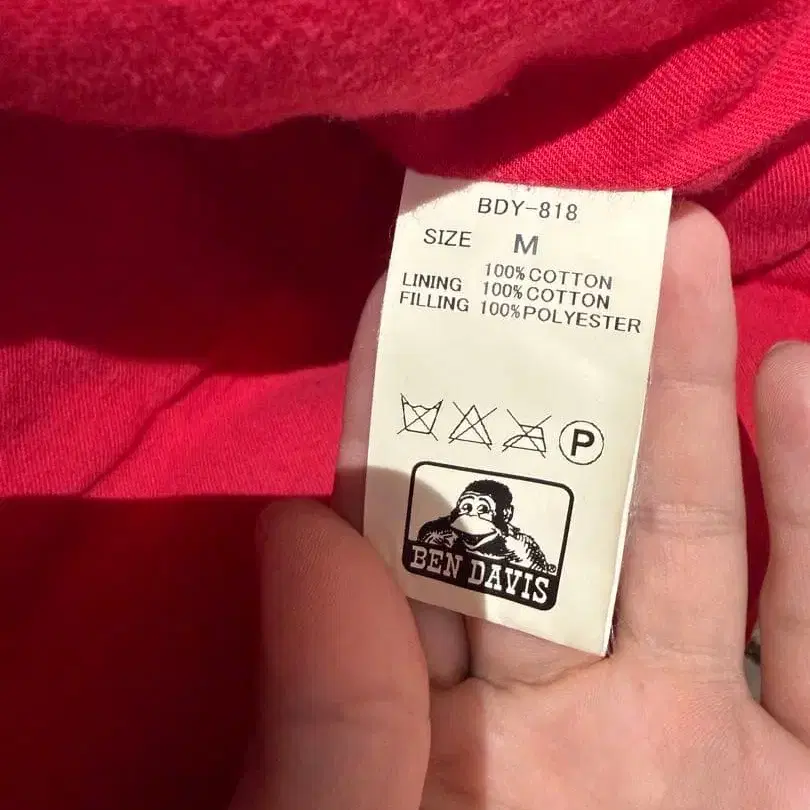 BDY-818
SIZE M
100% COTTON
LINING 100% COTTON
FILLING 100% POLYESTER
P
BEN DAVIS®